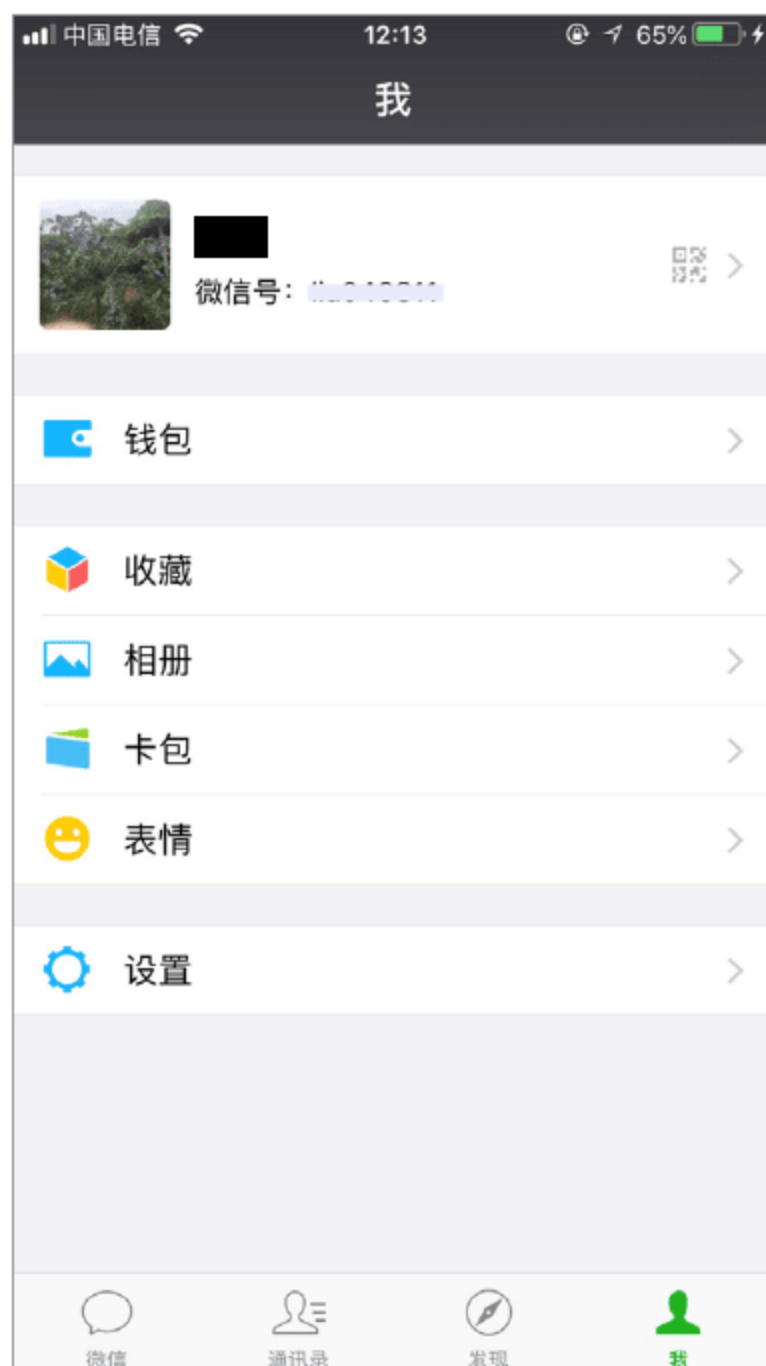 中国电信 12:13 65%
我
微信号：
钱包
收藏
相册
卡包
表情
设置
微信 通讯录 发现 我